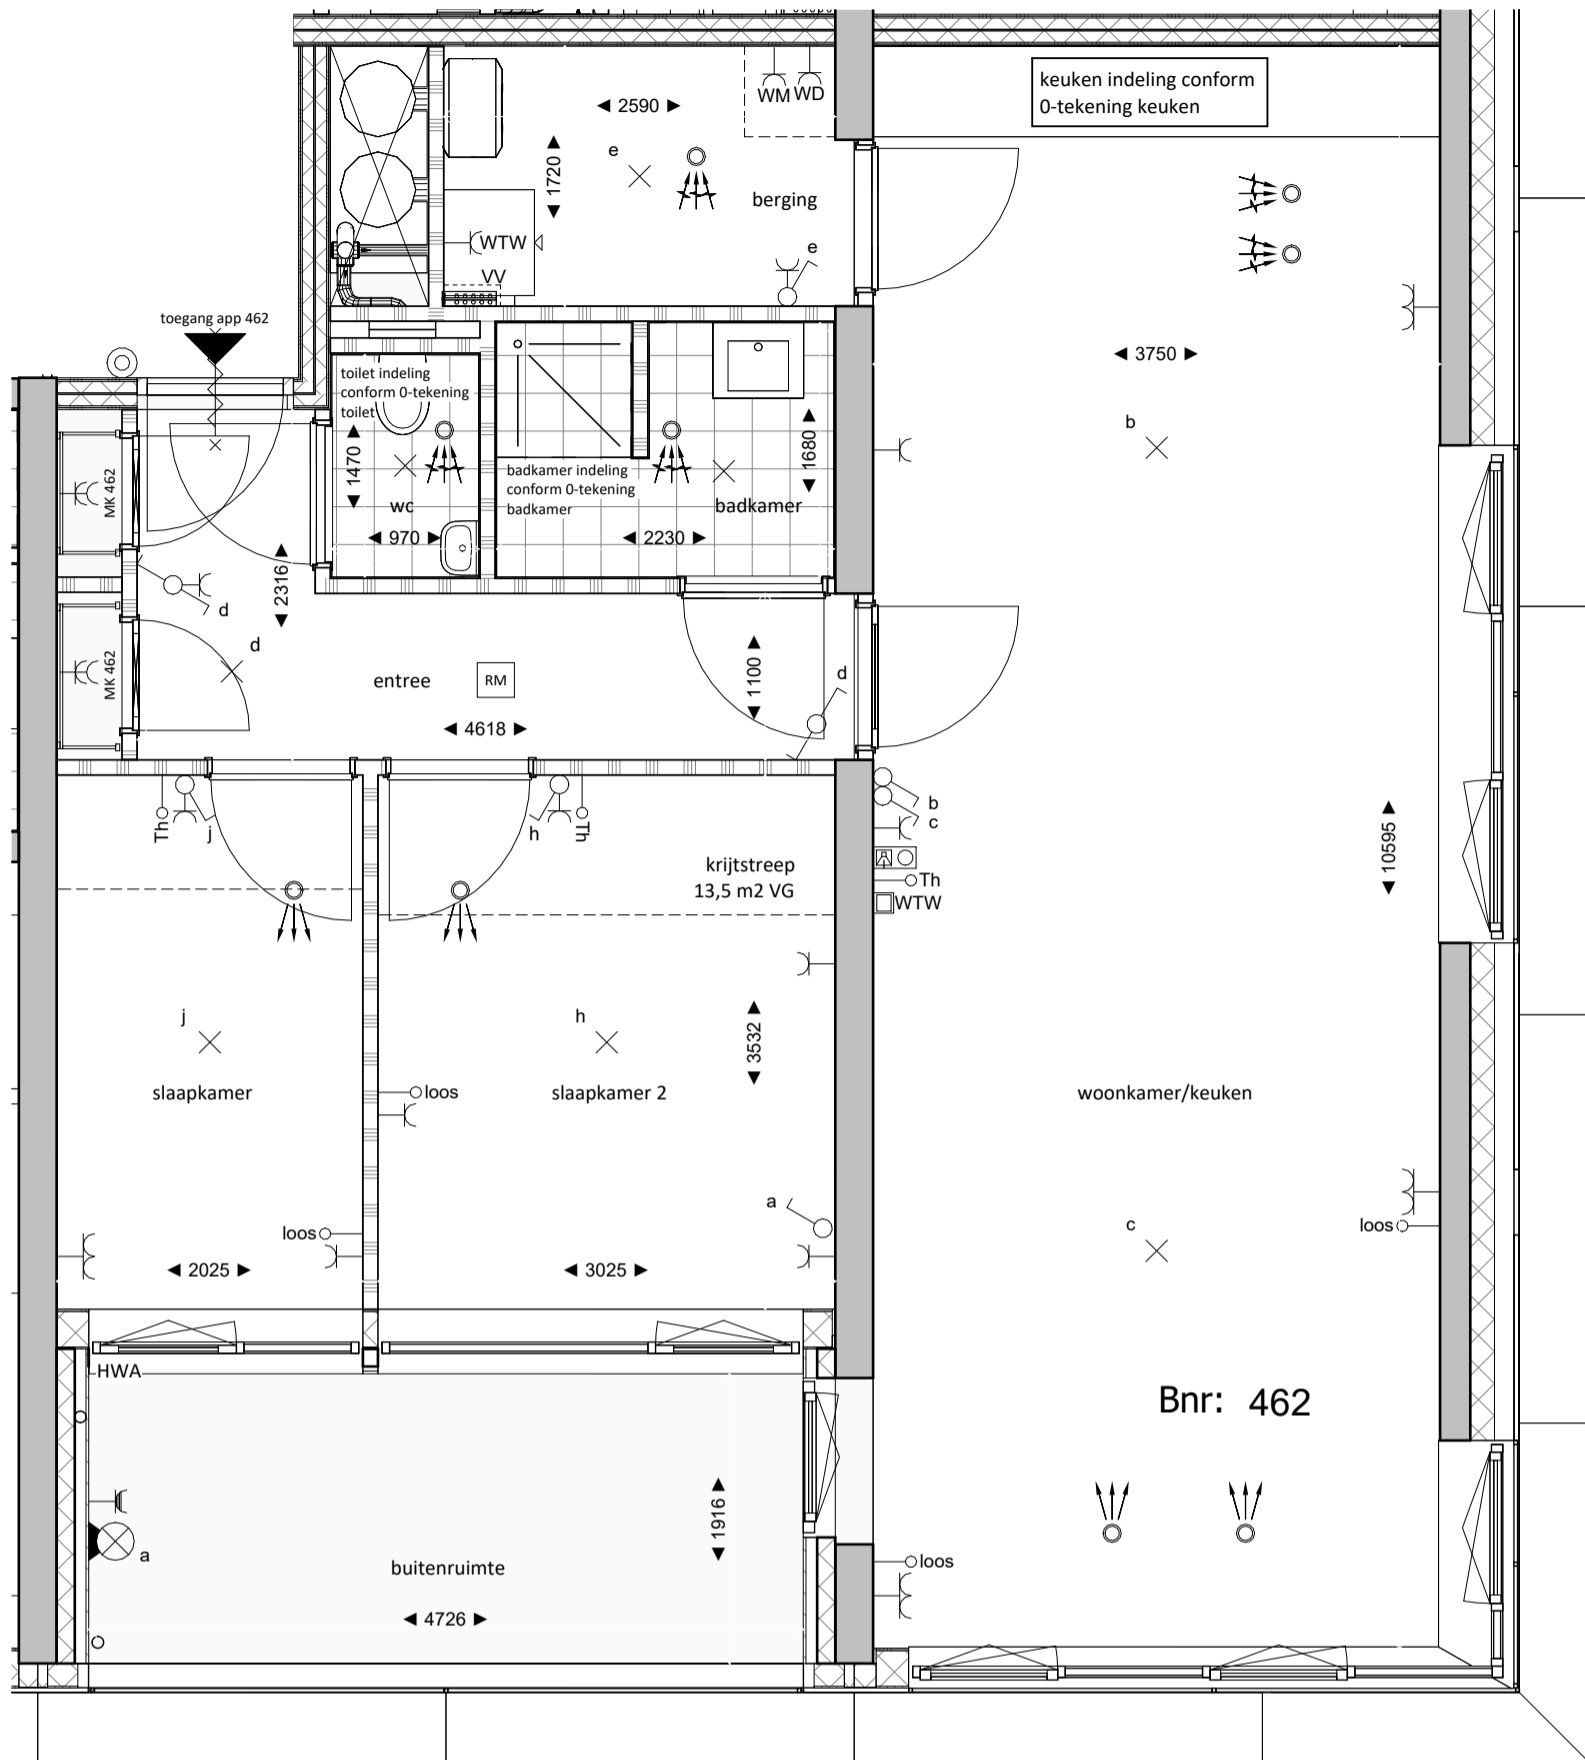 keuken indeling conform
0-tekening keuken
WM WD
◄ 2590 ►
◄ 1720 ►
e
berging
WTW
e
VV
toegang app 462
◄ 3750 ►
b
toilet indeling
conform 0-tekening
toilet
◄ 1470 ►
wc
◄ 970 ►
badkamer indeling
conform 0-tekening
badkamer
◄ 1680 ►
badkamer
◄ 2230 ►
MK 462
◄ 2316 ►
d
d
MK 462
entree
RM
◄ 1100 ►
d
◄ 4618 ►
Th
j
h
Th
b
c
Th
WTW
krijtstreep
13,5 m2 VG
◄ 10595 ►
j
h
◄ 3532 ►
slaapkamer
loos
slaapkamer 2
woonkamer/keuken
a
loos
loos
c
◄ 2025 ►
◄ 3025 ►
HWA
Bnr: 462
◄ 1916 ►
a
buitenruimte
loos
◄ 4726 ►